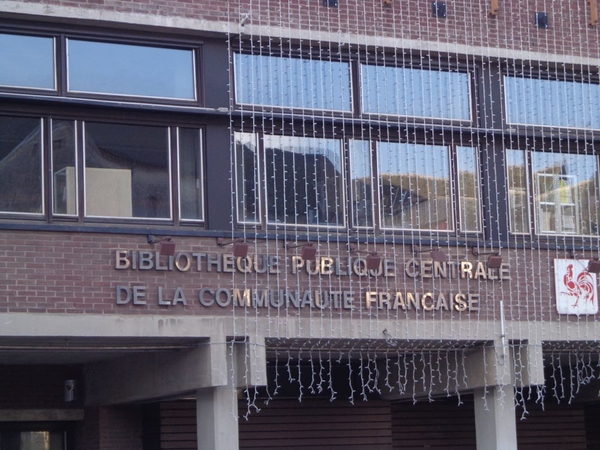 BIBLIOTHEQUE PUBLIQUE CENTRALE
DE LA COMMUNAUTE FRANCAISE